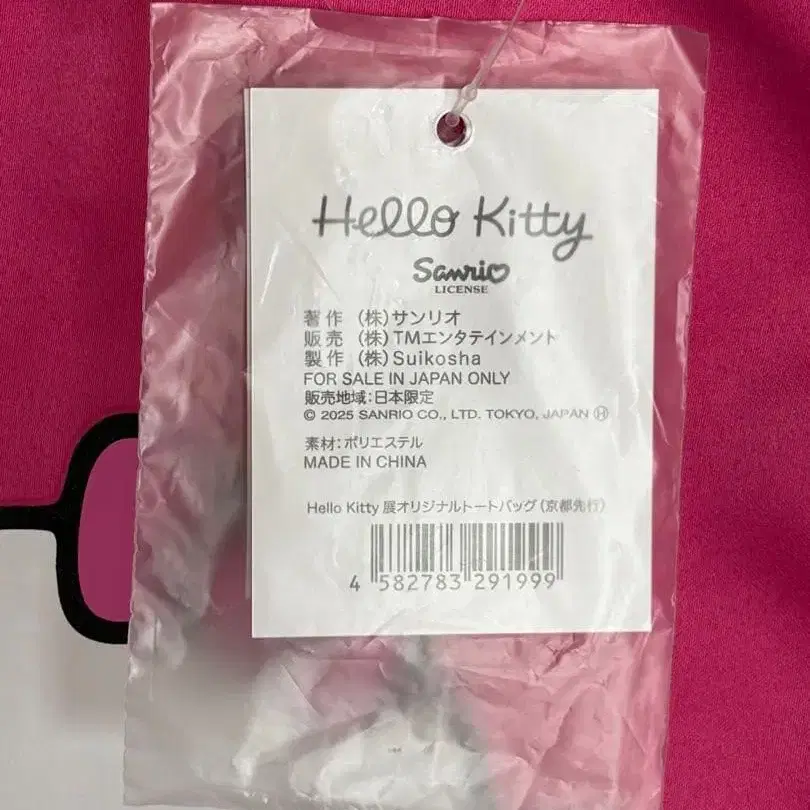 Hello Kitty
Sanrio
LICENSE
著作 (株)サンリオ
販売 (株)TMエンタテインメント
製作 (株)Suikosha
FOR SALE IN JAPAN ONLY
販売地域:日本限定
© 2025 SANRIO CO., LTD. TOKYO, JAPAN Ⓗ
素材:ポリエステル
MADE IN CHINA
Hello Kitty 展オリジナルトートバッグ(京都先行)
4 582783 291999